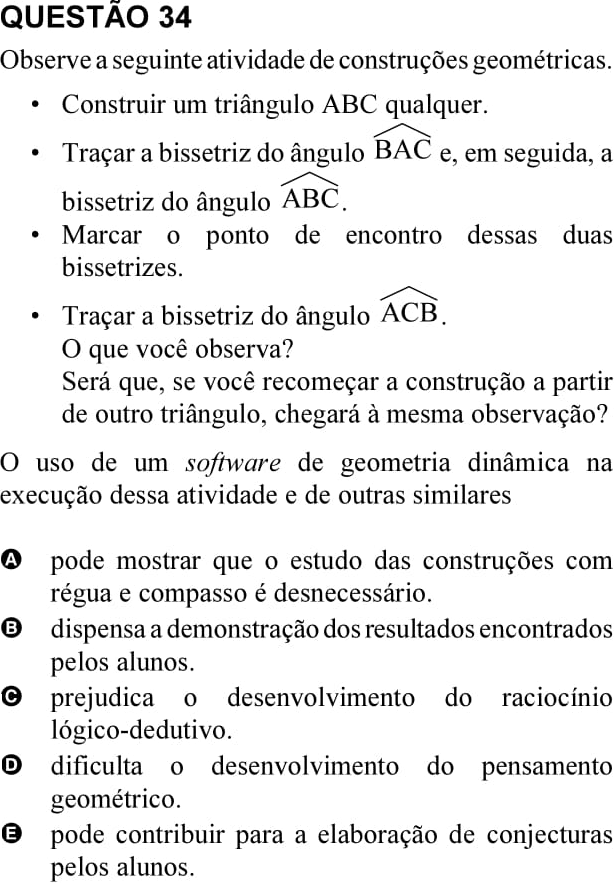 QUESTÃO 34
Observe a seguinte atividade de construções geométricas.
• Construir um triângulo ABC qualquer.
• Traçar a bissetriz do ângulo BAC e, em seguida, a
bissetriz do ângulo ABC.
• Marcar o ponto de encontro dessas duas
bissetrizes.
• Traçar a bissetriz do ângulo ACB.
O que você observa?
Será que, se você recomeçar a construção a partir
de outro triângulo, chegará à mesma observação?
O uso de um software de geometria dinâmica na
execução dessa atividade e de outras similares
A pode mostrar que o estudo das construções com
régua e compasso é desnecessário.
B dispensa a demonstração dos resultados encontrados
pelos alunos.
C prejudica o desenvolvimento do raciocínio
lógico-dedutivo.
D dificulta o desenvolvimento do pensamento
geométrico.
E pode contribuir para a elaboração de conjecturas
pelos alunos.